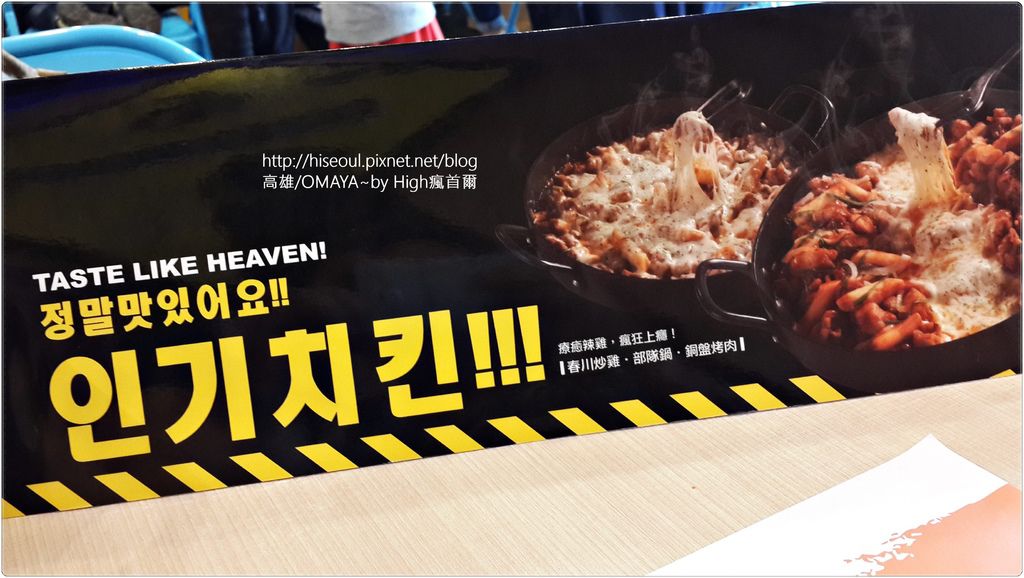 http://hiseoul.pixnet.net/blog
高雄/OMAYA~by High瘋首爾
TASTE LIKE HEAVEN!
정말맛있어요!!
인기치킨!!!
療癒辣雞，瘋狂上癮！
▎春川炒雞・部隊鍋・銅盤烤肉▎